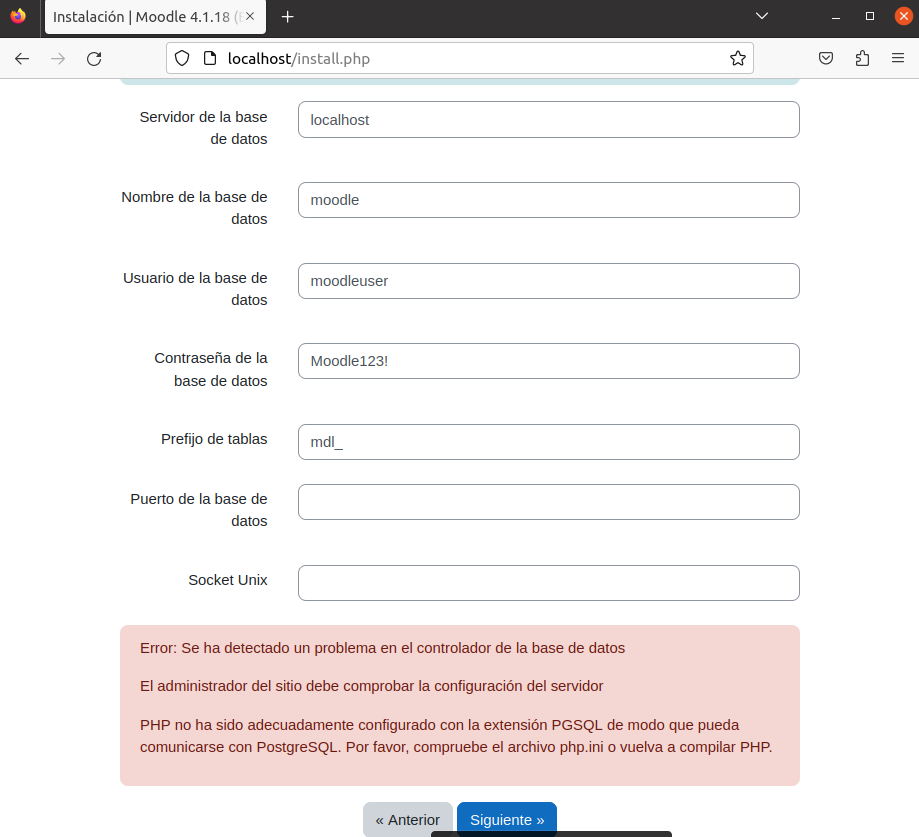 Instalación | Moodle 4.1.18 (
localhost/install.php
Servidor de la base
de datos
localhost
Nombre de la base de
datos
moodle
Usuario de la base de
datos
moodleuser
Contraseña de la
base de datos
Moodle123!
Prefijo de tablas
mdl_
Puerto de la base de
datos
Socket Unix
Error: Se ha detectado un problema en el controlador de la base de datos
El administrador del sitio debe comprobar la configuración del servidor
PHP no ha sido adecuadamente configurado con la extensión PGSQL de modo que pueda
comunicarse con PostgreSQL. Por favor, compruebe el archivo php.ini o vuelva a compilar PHP.
« Anterior
Siguiente »